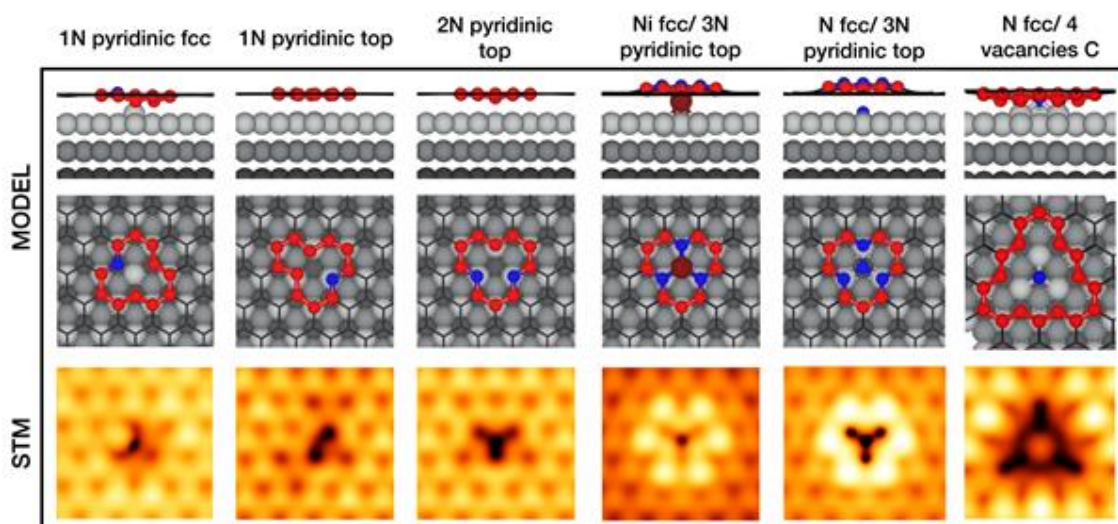 1N pyridinic fcc
1N pyridinic top
2N pyridinic
top
Ni fcc/ 3N
pyridinic top
N fcc/ 3N
pyridinic top
N fcc/ 4
vacancies C
MODEL
STM